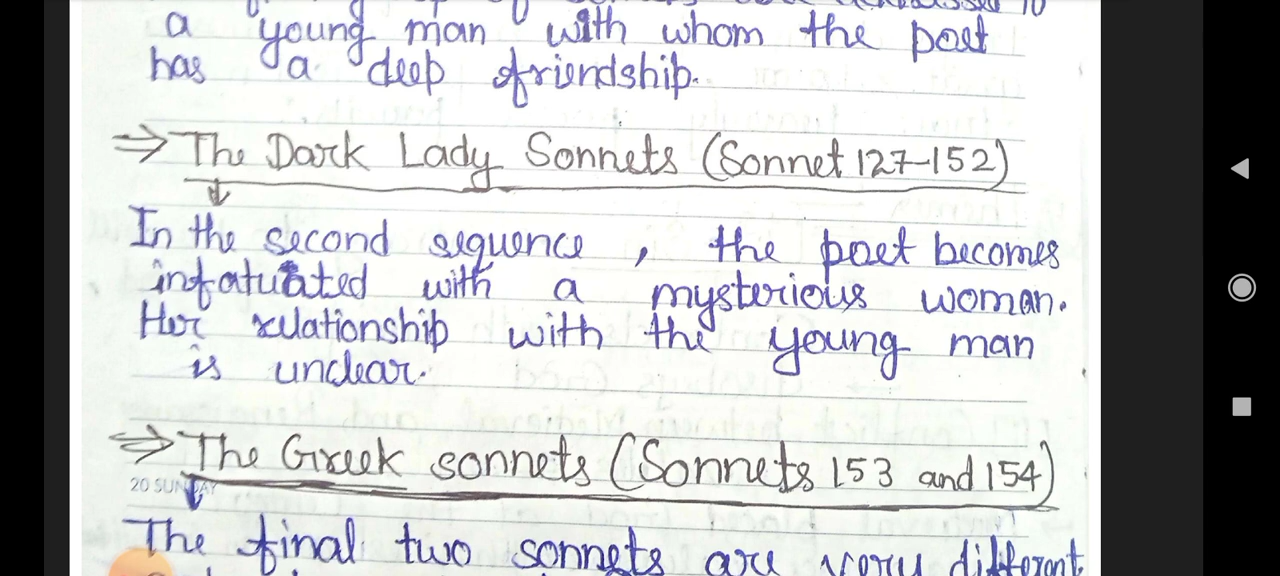 a young man with whom the poet
has a deep friendship.
⇒ The Dark Lady Sonnets (Sonnet 127-152)
In the second sequence, the poet becomes
infatuated with a mysterious woman.
Her relationship with the young man
is unclear.
⇒ The Greek sonnets (Sonnets 153 and 154)
20 SUNDAY
The final two sonnets are very different